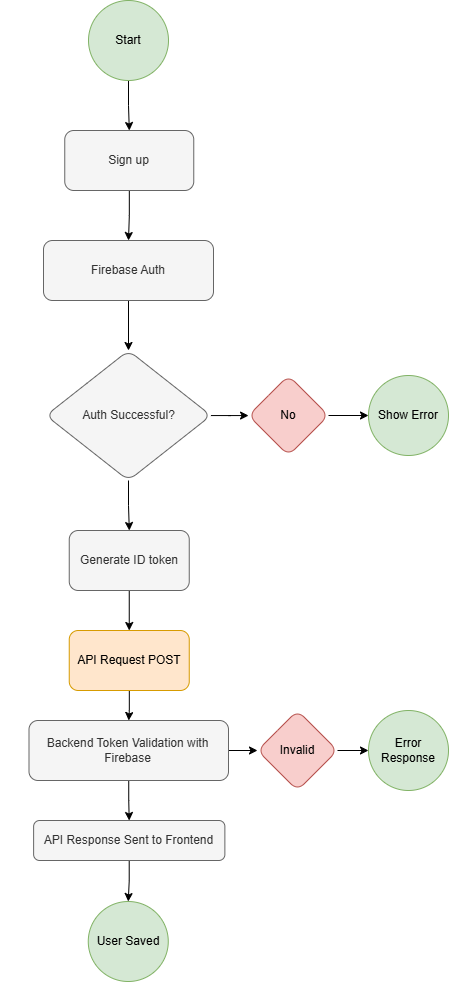 Start
Sign up
Firebase Auth
Auth Successful?
No
Show Error
Generate ID token
API Request POST
Backend Token Validation with
Firebase
Invalid
Error
Response
API Response Sent to Frontend
User Saved